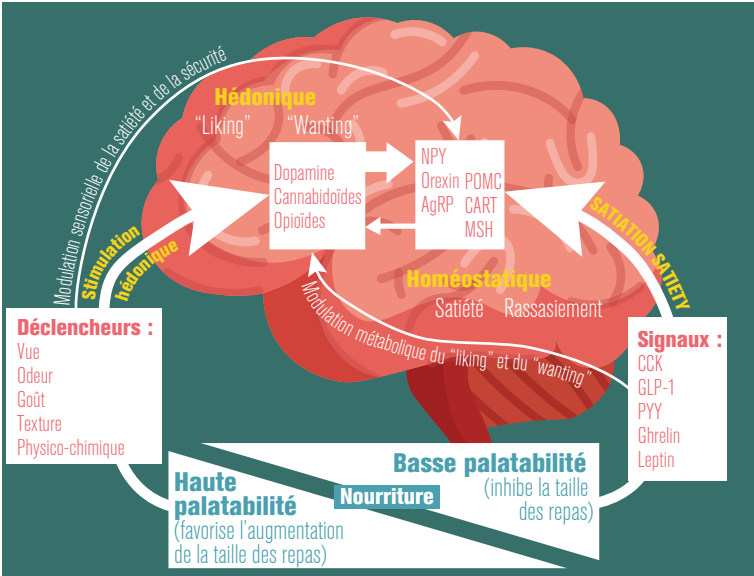 Modulation sensorielle de la satiété et de la sécurité
Hédonique
“Liking” “Wanting”
Dopamine
Cannabidoïdes
Opioïdes
NPY
Orexin
AgRP
POMC
CART
MSH
Stimulation
hédonique
SATIATION SATIETY
Homéostatique
Satiété Rassasiement
Modulation métabolique du “liking” et du “wanting”
Déclencheurs :
Vue
Odeur
Goût
Texture
Physico-chimique
Signaux :
CCK
GLP-1
PYY
Ghrelin
Leptin
Basse palatabilité
(inhibe la taille
des repas)
Haute
palatabilité
(favorise l’augmentation
de la taille des repas)
Nourriture